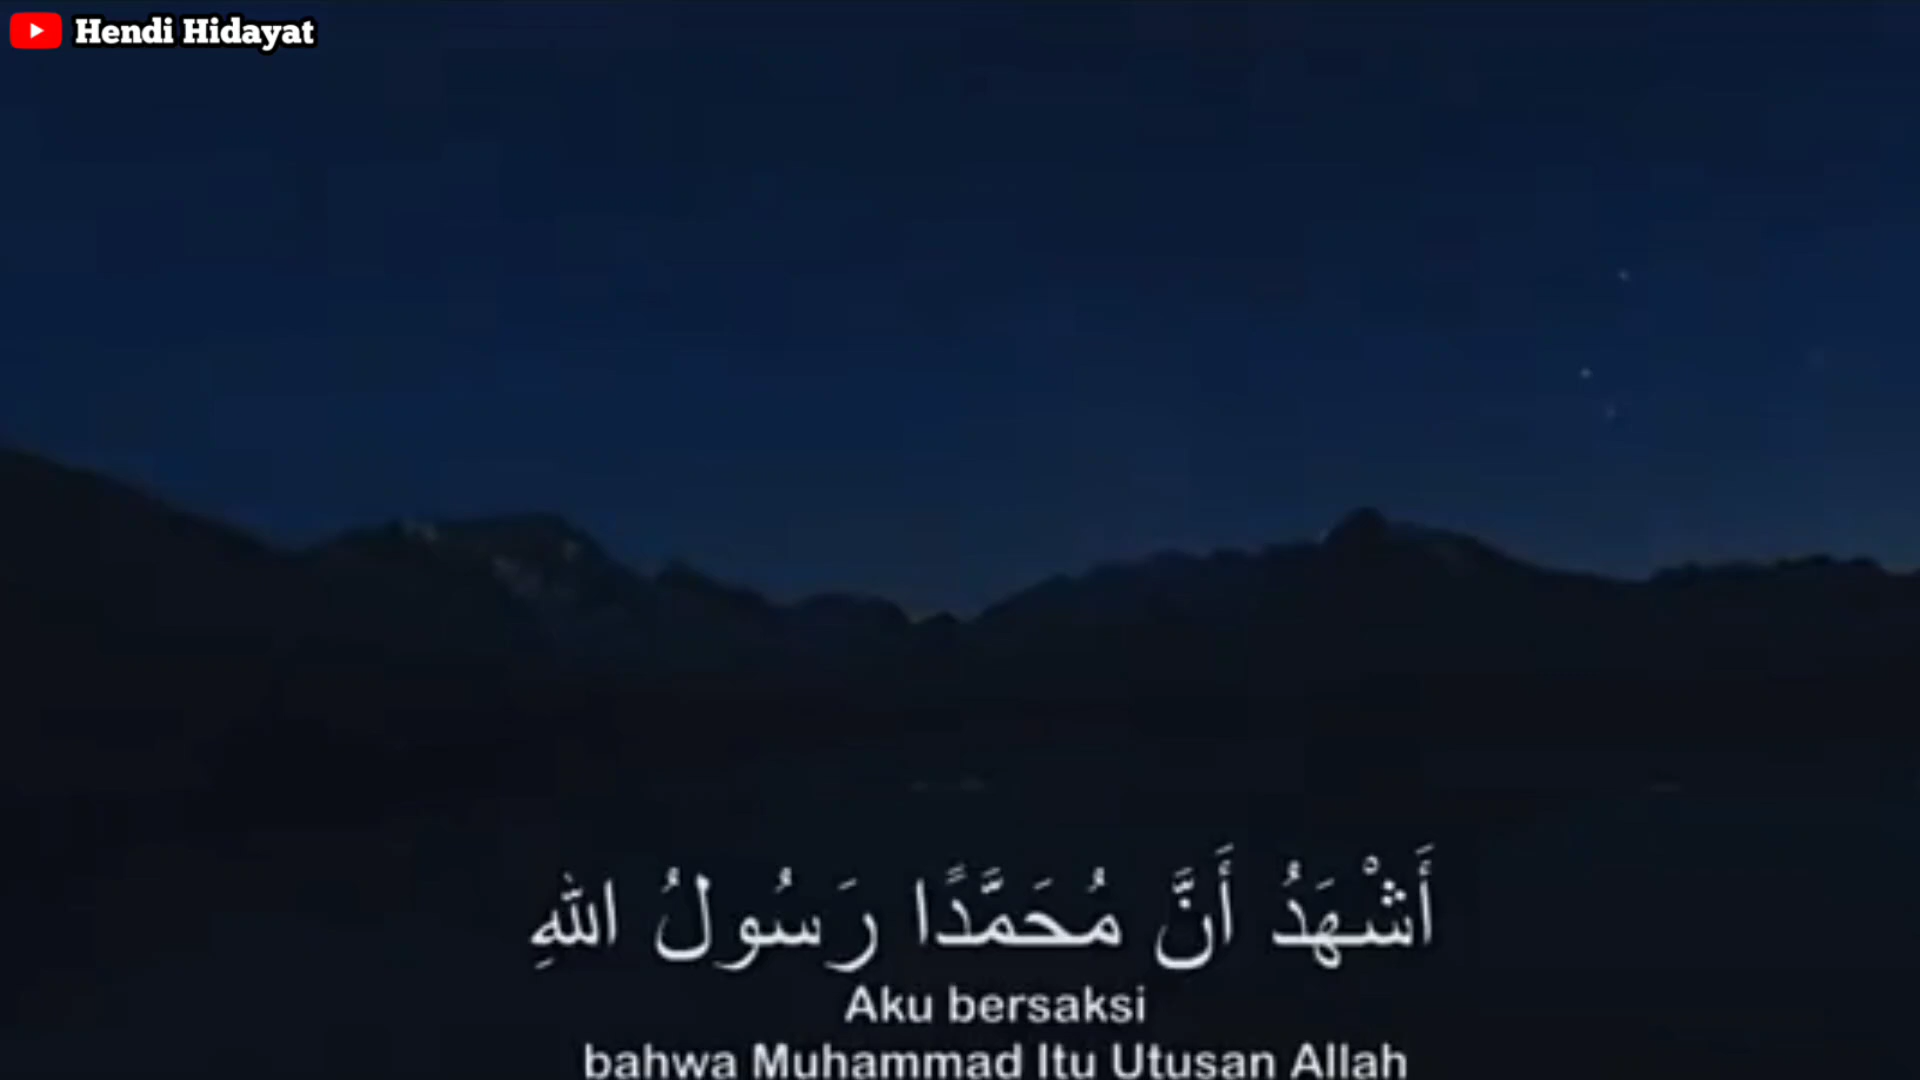 Hendi Hidayat
أَشْهَدُ أَنَّ مُحَمَّدًا رَسُولُ اللهِ
Aku bersaksi
bahwa Muhammad Itu Utusan Allah